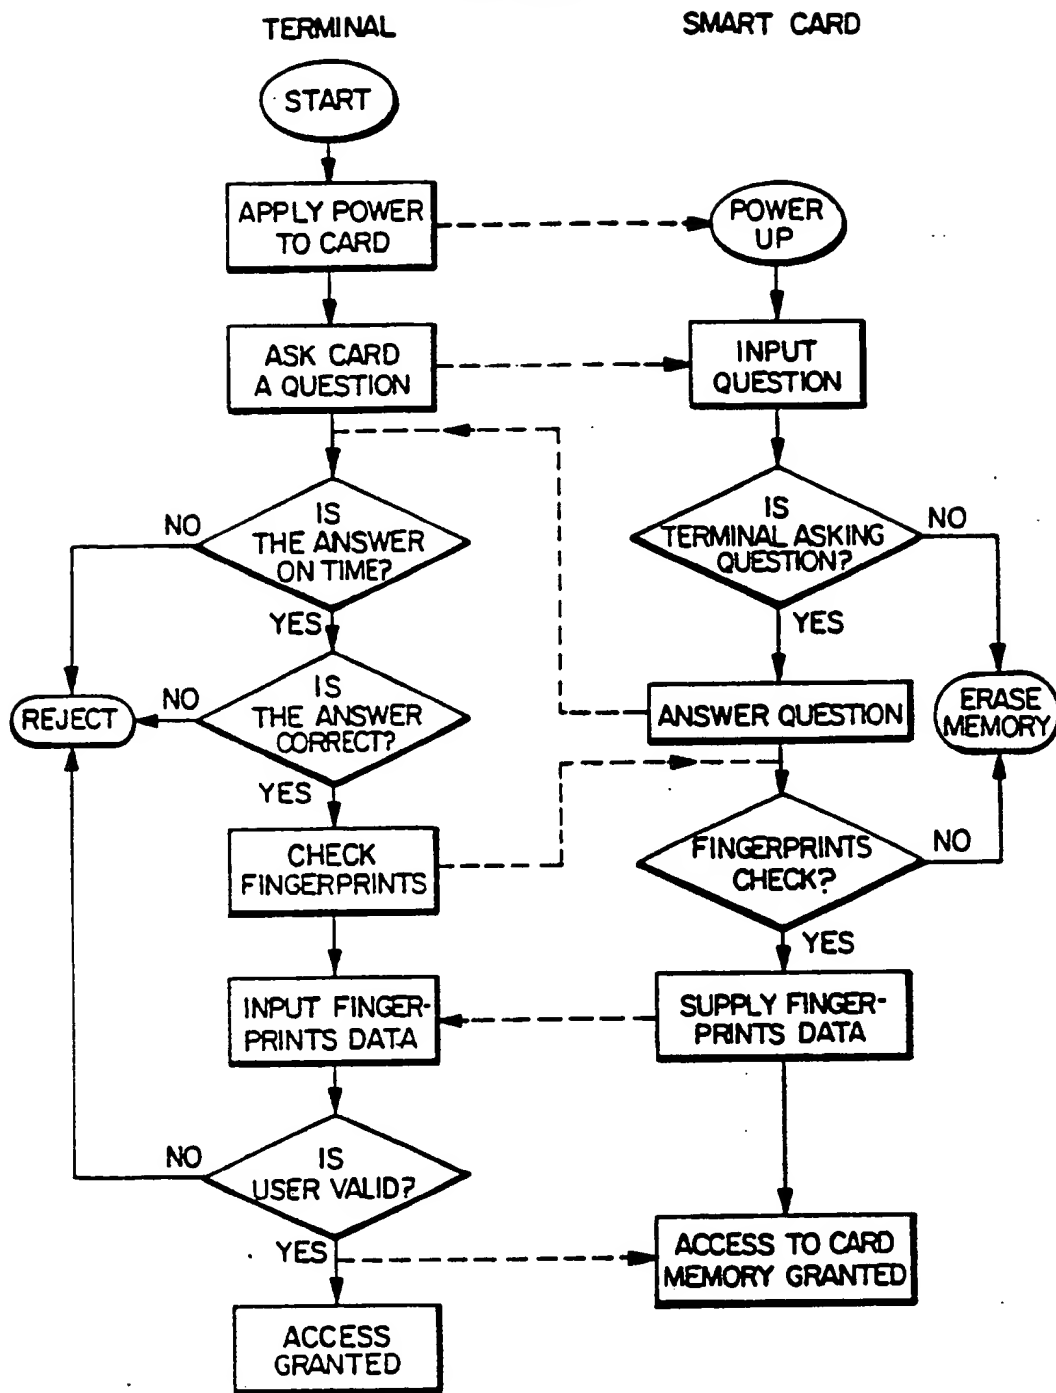 TERMINAL
SMART CARD
START
APPLY POWER
TO CARD
POWER
UP
ASK CARD
A QUESTION
INPUT
QUESTION
IS
THE ANSWER
ON TIME?
NO
YES
IS
TERMINAL ASKING
QUESTION?
NO
YES
REJECT
NO
IS
THE ANSWER
CORRECT?
YES
ANSWER QUESTION
ERASE
MEMORY
CHECK
FINGERPRINTS
FINGERPRINTS
CHECK?
NO
YES
INPUT FINGER-
PRINTS DATA
SUPPLY FINGER-
PRINTS DATA
NO
IS
USER VALID?
YES
ACCESS TO CARD
MEMORY GRANTED
ACCESS
GRANTED